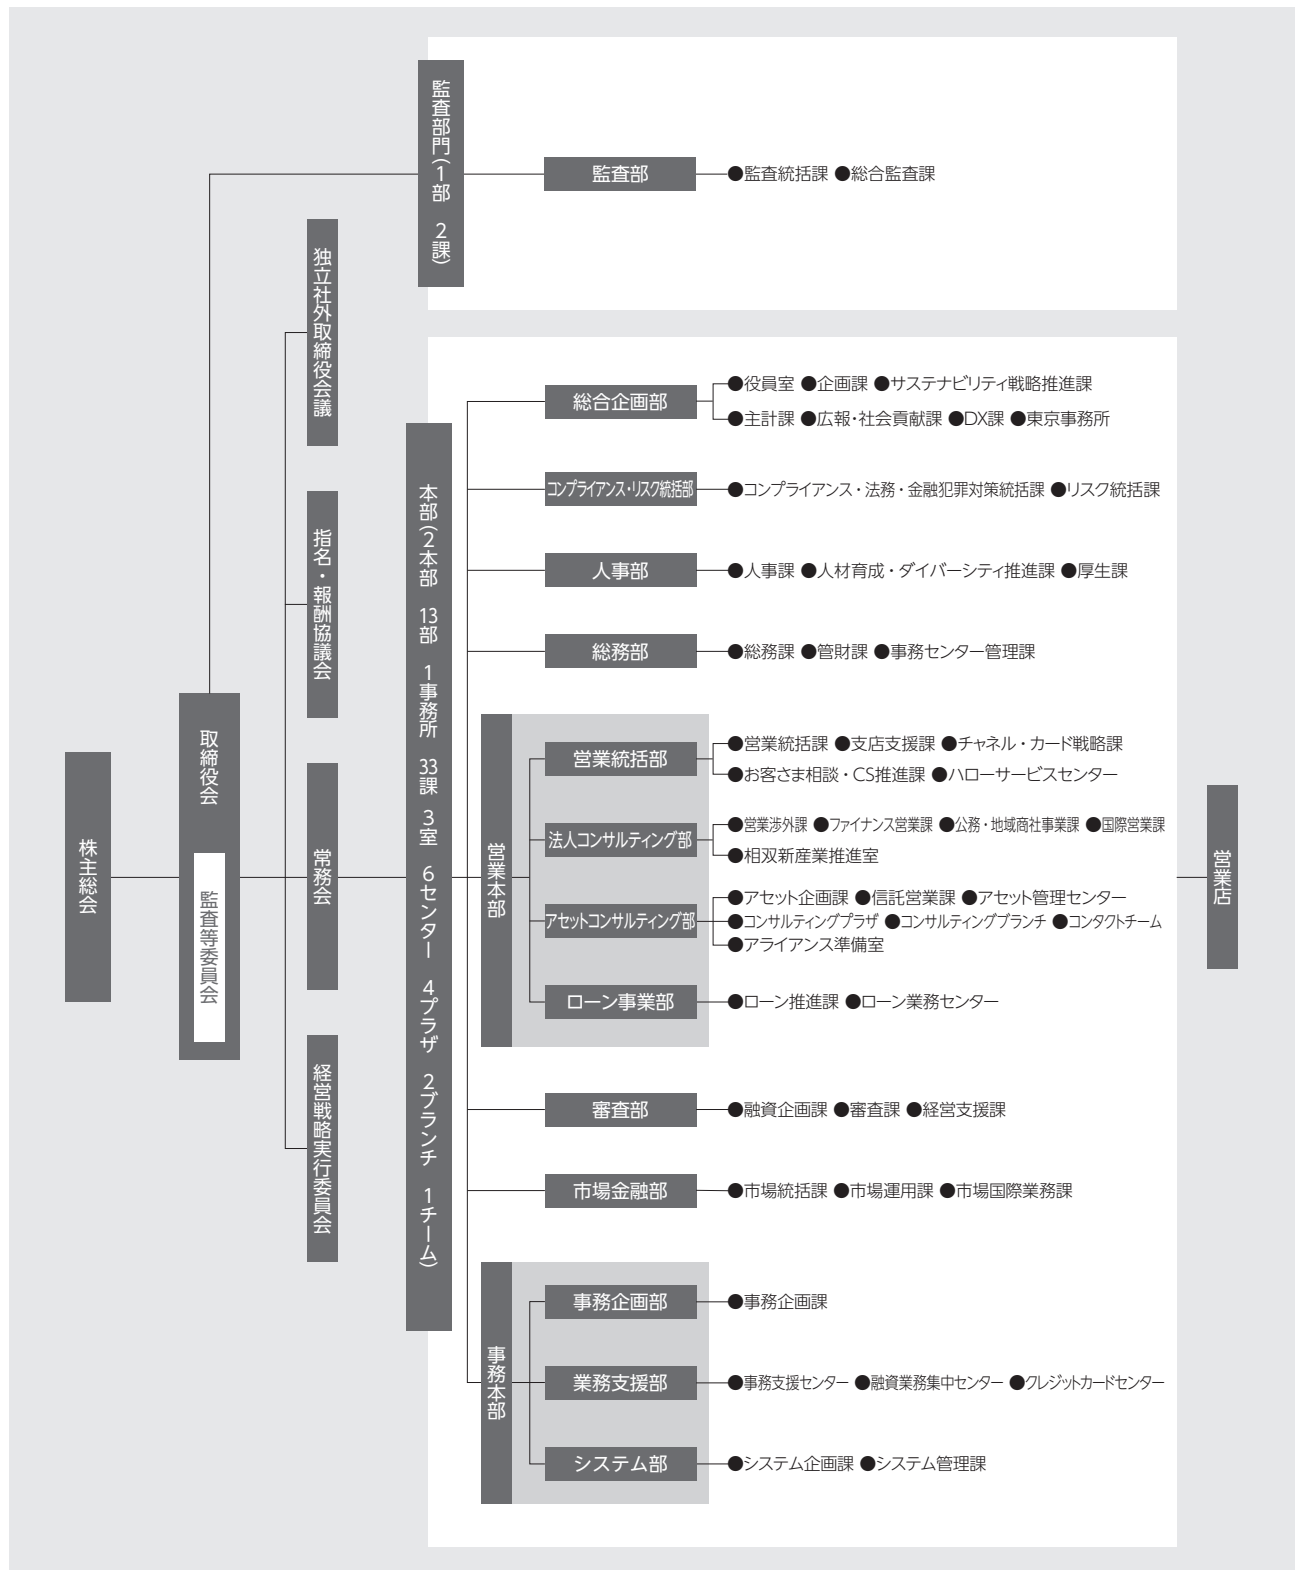 株主総会
取締役会
監査等委員会
独立社外取締役会議
指名・報酬協議会
常務会
経営戦略実行委員会
監査部門(1部 2課)
監査部
●監査統括課 ●総合監査課
本部(2本部 13部 1事務所 33課 3室 6センター 4プラザ 2ブランチ 1チーム)
総合企画部
●役員室 ●企画課 ●サステナビリティ戦略推進課
●主計課 ●広報・社会貢献課 ●DX課 ●東京事務所
コンプライアンス・リスク統括部
●コンプライアンス・法務・金融犯罪対策統括課 ●リスク統括課
人事部
●人事課 ●人材育成・ダイバーシティ推進課 ●厚生課
総務部
●総務課 ●管財課 ●事務センター管理課
営業本部
営業統括部
●営業統括課 ●支店支援課 ●チャネル・カード戦略課
●お客さま相談・CS推進課 ●ハローサービスセンター
法人コンサルティング部
●営業渉外課 ●ファイナンス営業課 ●公務・地域商社事業課 ●国際営業課
●相双新産業推進室
アセットコンサルティング部
●アセット企画課 ●信託営業課 ●アセット管理センター
●コンサルティングプラザ ●コンサルティングブランチ ●コンタクトチーム
●アライアンス準備室
ローン事業部
●ローン推進課 ●ローン業務センター
審査部
●融資企画課 ●審査課 ●経営支援課
市場金融部
●市場統括課 ●市場運用課 ●市場国際業務課
事務本部
事務企画部
●事務企画課
業務支援部
●事務支援センター ●融資業務集中センター ●クレジットカードセンター
システム部
●システム企画課 ●システム管理課
営業店